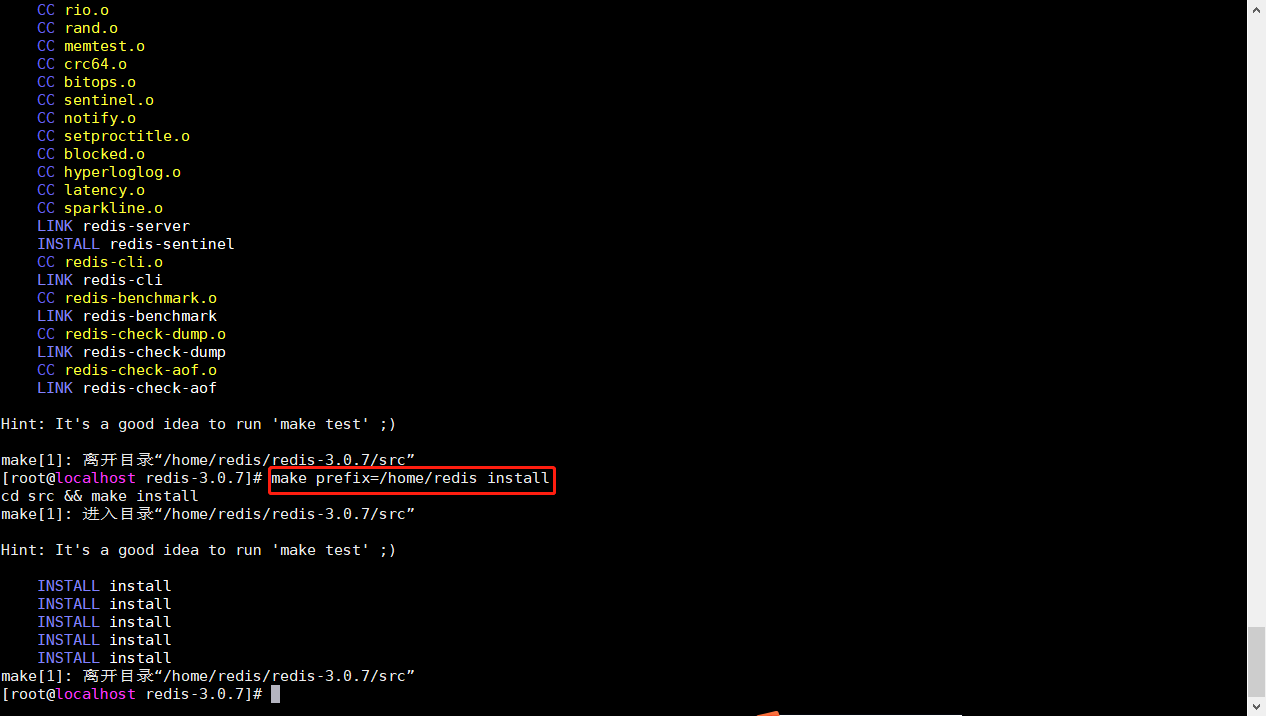 CC rio.o
CC rand.o
CC memtest.o
CC crc64.o
CC bitops.o
CC sentinel.o
CC notify.o
CC setproctitle.o
CC blocked.o
CC hyperloglog.o
CC latency.o
CC sparkline.o
LINK redis-server
INSTALL redis-sentinel
CC redis-cli.o
LINK redis-cli
CC redis-benchmark.o
LINK redis-benchmark
CC redis-check-dump.o
LINK redis-check-dump
CC redis-check-aof.o
LINK redis-check-aof
Hint: It's a good idea to run 'make test' ;)
make[1]: 离开目录“/home/redis/redis-3.0.7/src”
[root@localhost redis-3.0.7]# make prefix=/home/redis install
cd src && make install
make[1]: 进入目录“/home/redis/redis-3.0.7/src”
Hint: It's a good idea to run 'make test' ;)
INSTALL install
INSTALL install
INSTALL install
INSTALL install
INSTALL install
make[1]: 离开目录“/home/redis/redis-3.0.7/src”
[root@localhost redis-3.0.7]#